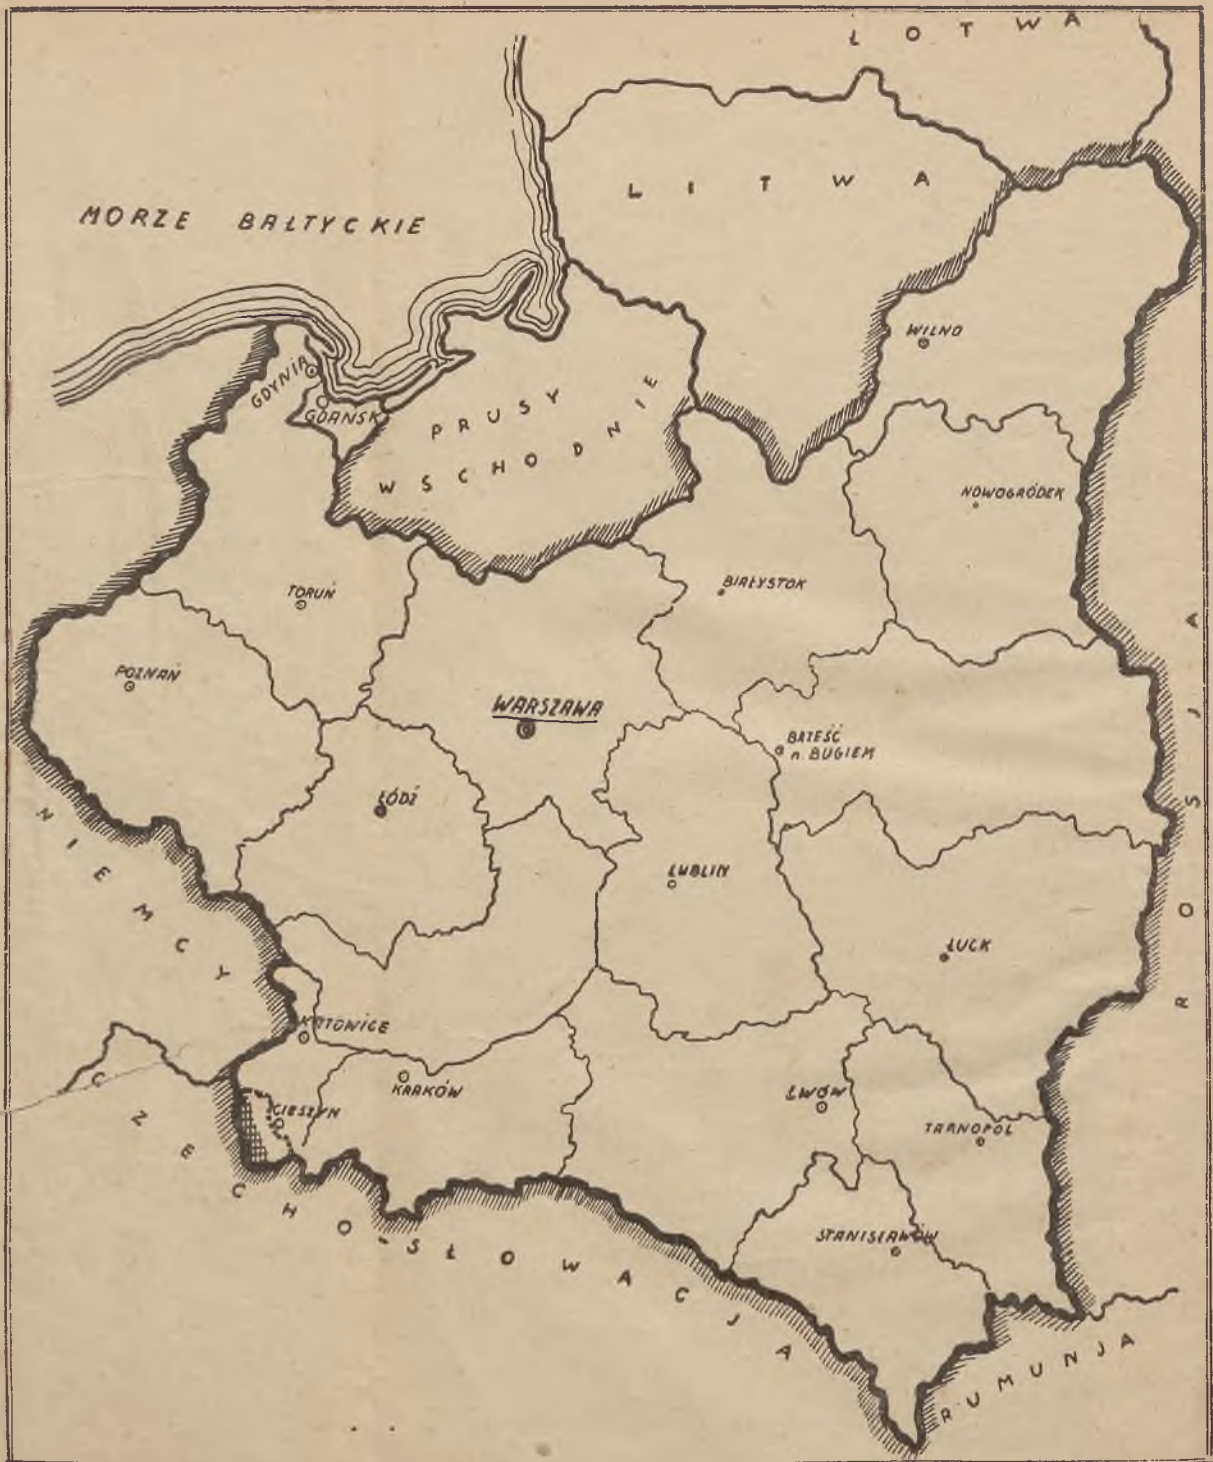 ŁOTWA
LITWA
MORZE BAŁTYCKIE
WILNO
GDYNIA
GDAŃSK
PRUSY
WSCHODNIE
NOWOGRÓDEK
BIAŁYSTOK
TORUŃ
POZNAŃ
WARSZAWA
BRZEŚĆ
n. BUGIEM
ŁÓDŹ
LUBLIN
ŁUCK
NIEMCY
ROSJA
KATOWICE
KRAKÓW
CIESZYN
LWÓW
TARNOPOL
STANISŁAWÓW
CZECHO-SŁOWACJA
RUMUNJA